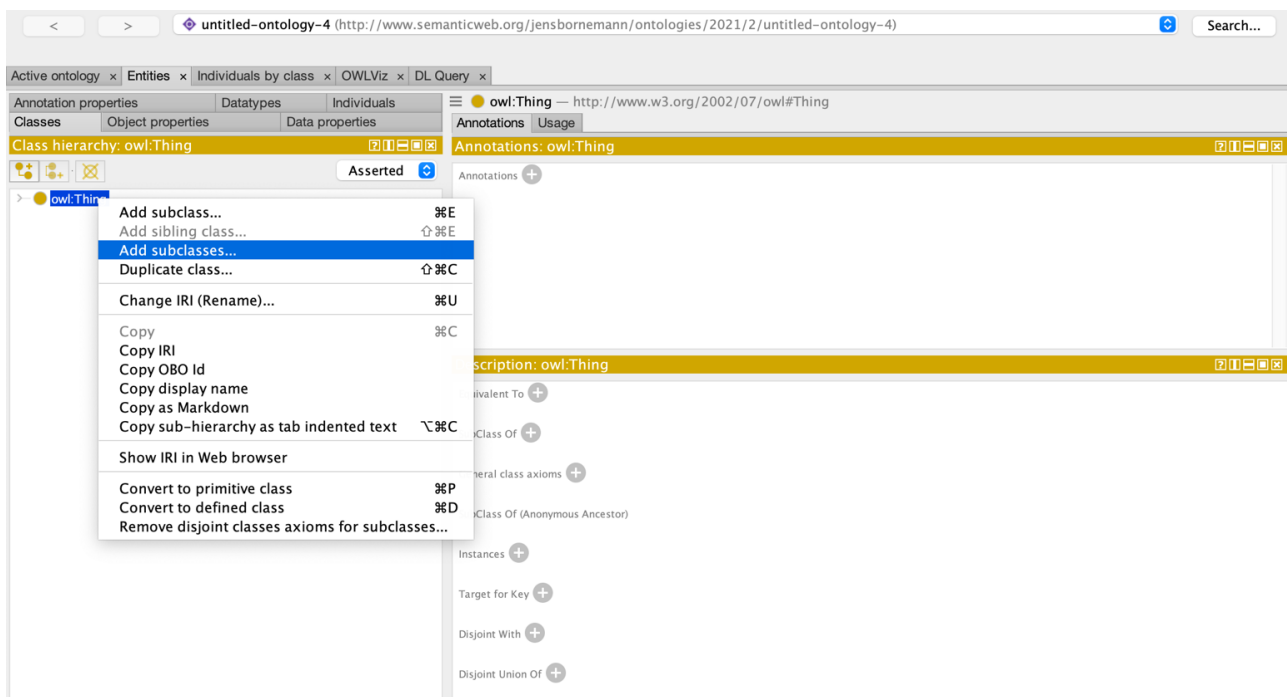 < > untitled-ontology-4 (http://www.semanticweb.org/jensbornemann/ontologies/2021/2/untitled-ontology-4) Search...
Active ontology × Entities × Individuals by class × OWLViz × DL Query ×
Annotation properties Datatypes Individuals
Classes Object properties Data properties
Class hierarchy: owl:Thing
Asserted
owl:Thing
Add subclass... ⌘E
Add sibling class... ⇧⌘E
Add subclasses...
Duplicate class... ⇧⌘C
Change IRI (Rename)... ⌘U
Copy ⌘C
Copy IRI
Copy OBO Id
Copy display name
Copy as Markdown
Copy sub-hierarchy as tab indented text ⌥⌘C
Show IRI in Web browser
Convert to primitive class ⌘P
Convert to defined class ⌘D
Remove disjoint classes axioms for subclasses...
owl:Thing — http://www.w3.org/2002/07/owl#Thing
Annotations Usage
Annotations: owl:Thing
Annotations
scription: owl:Thing
ivalent To
Class Of
neral class axioms
Class Of (Anonymous Ancestor)
Instances
Target for Key
Disjoint With
Disjoint Union Of